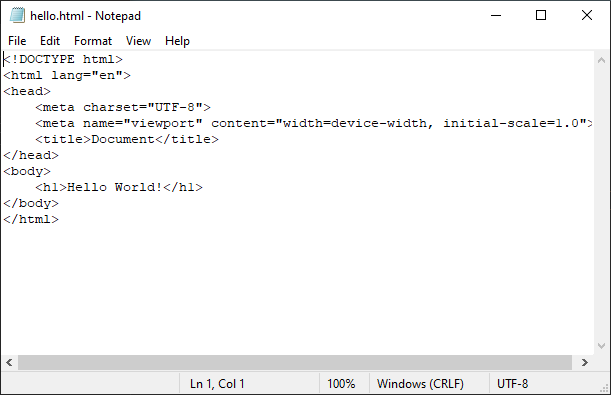 hello.html - Notepad
File Edit Format View Help
<!DOCTYPE html>
<html lang="en">
<head>
    <meta charset="UTF-8">
    <meta name="viewport" content="width=device-width, initial-scale=1.0">
    <title>Document</title>
</head>
<body>
    <h1>Hello World!</h1>
</body>
</html>
Ln 1, Col 1 100% Windows (CRLF) UTF-8